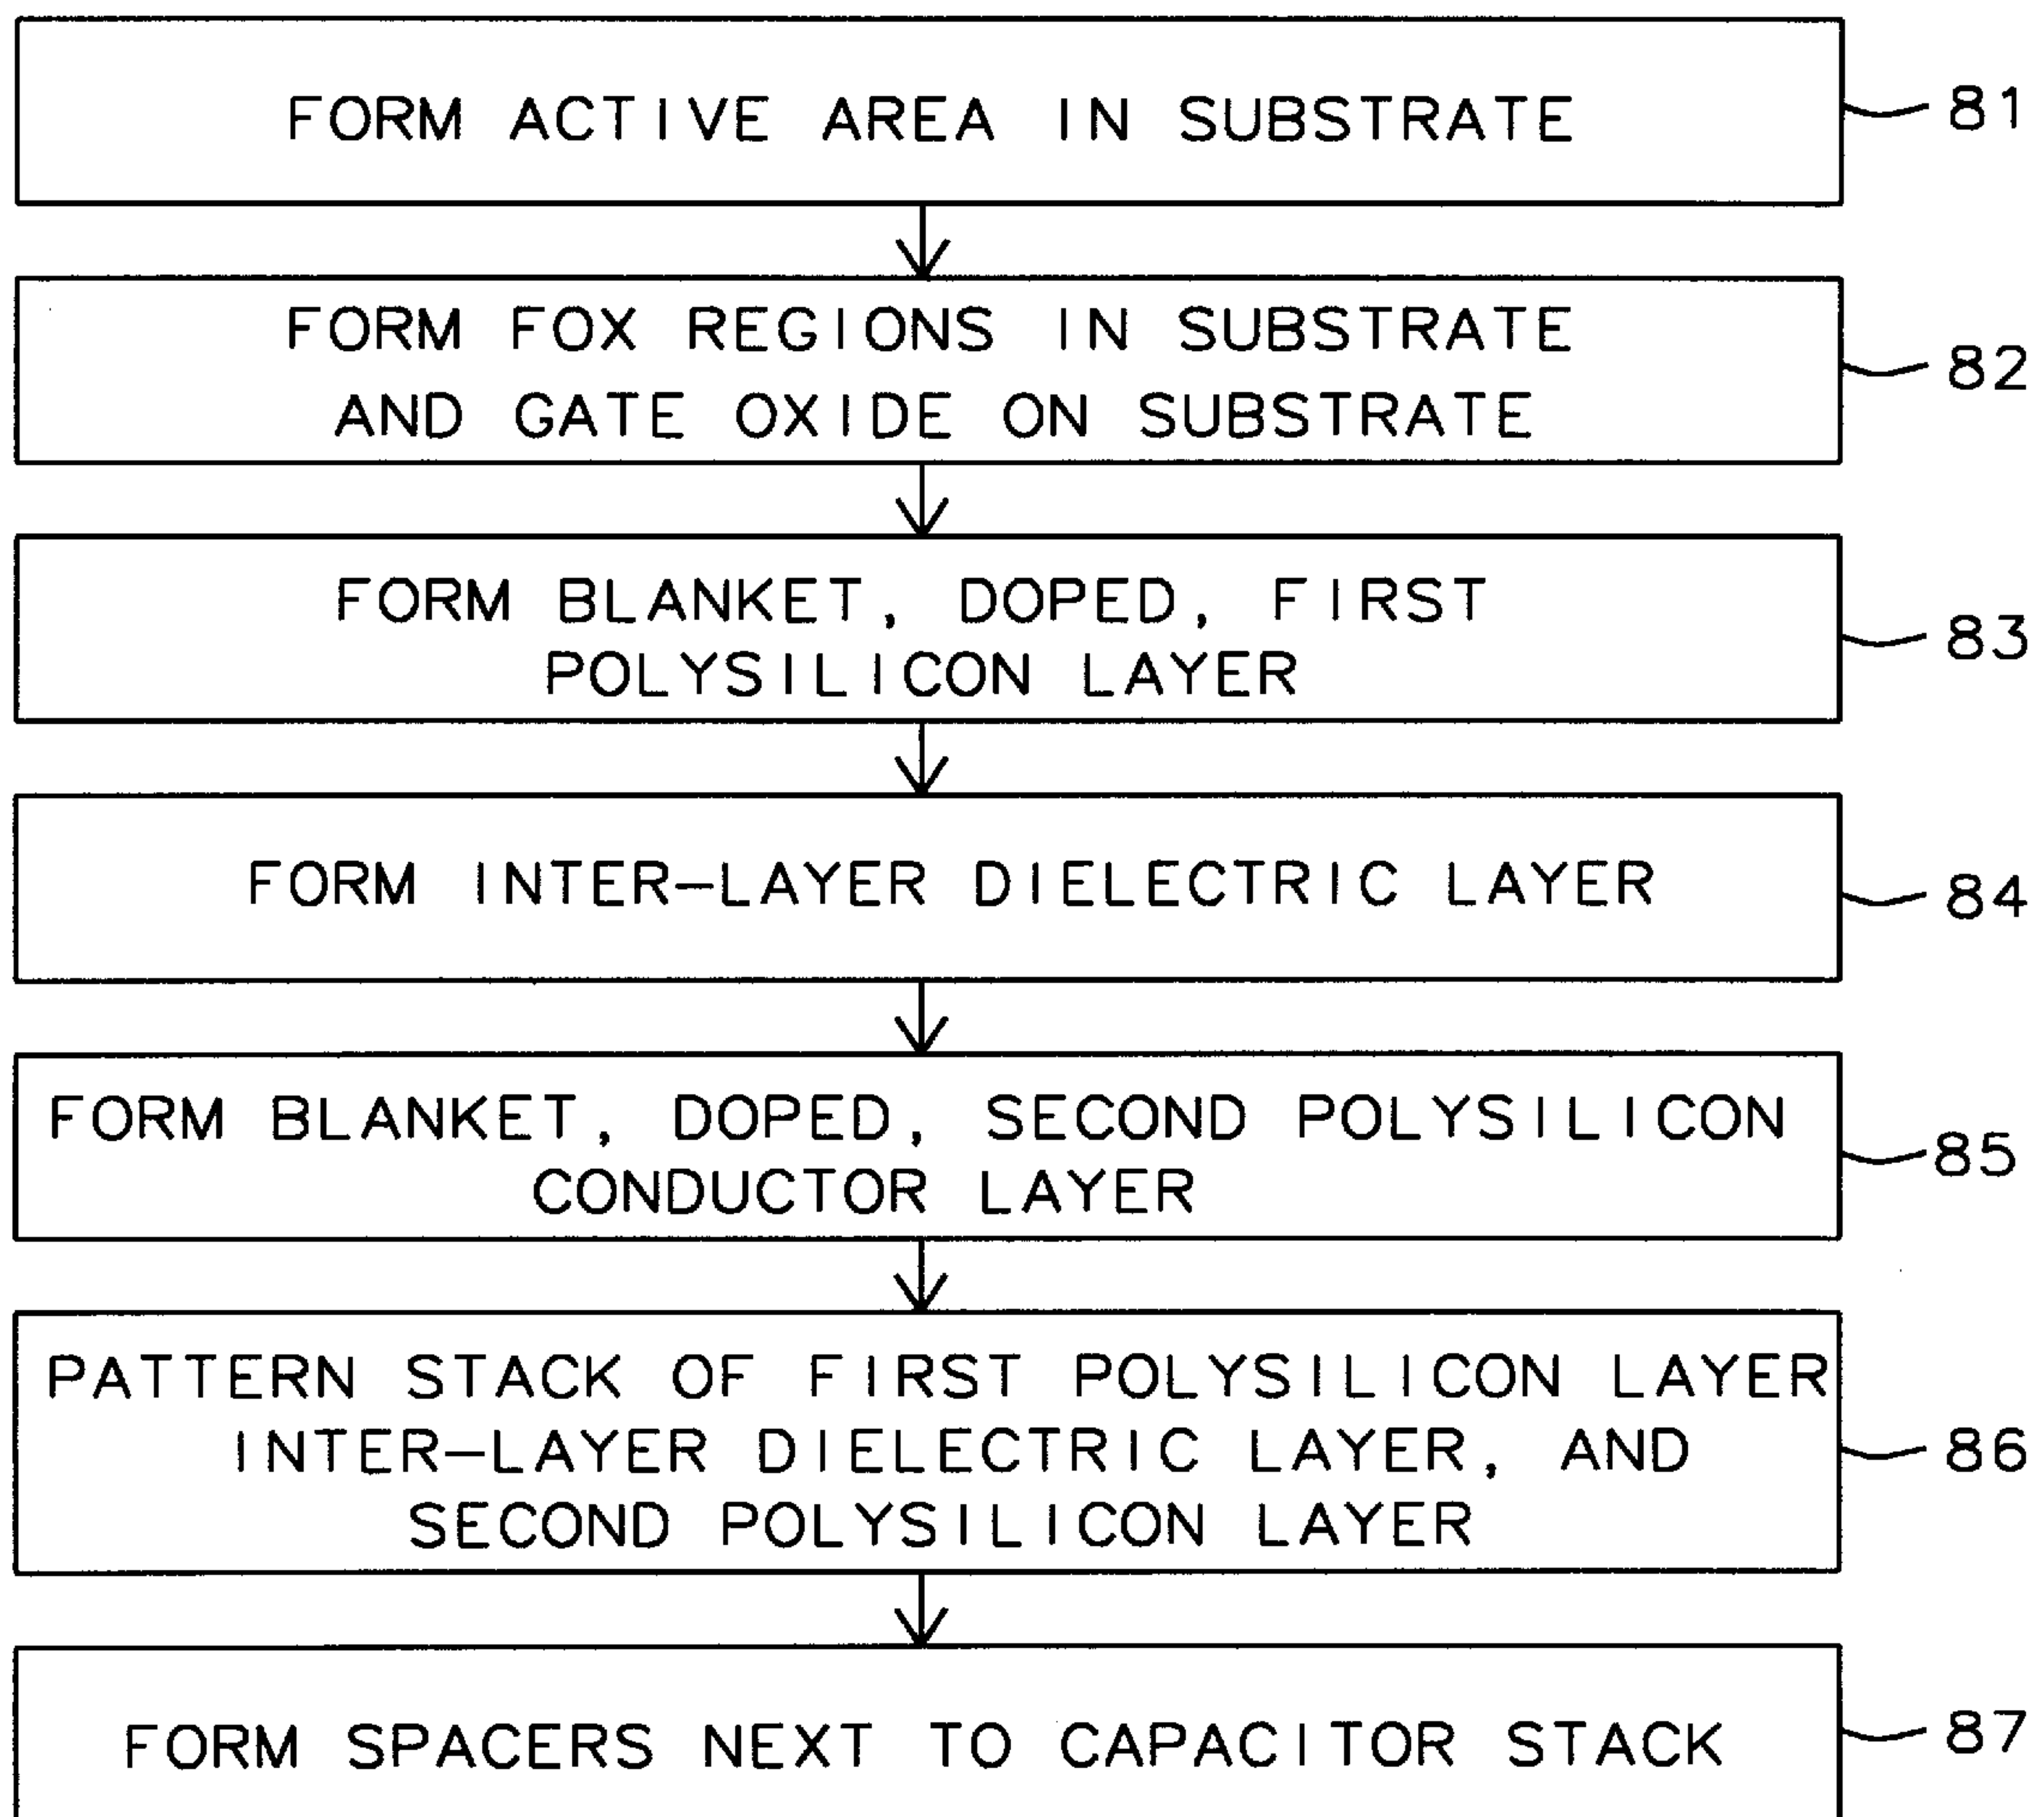 FORM ACTIVE AREA IN SUBSTRATE
81
FORM FOX REGIONS IN SUBSTRATE
AND GATE OXIDE ON SUBSTRATE
82
FORM BLANKET, DOPED, FIRST
POLYSILICON LAYER
83
FORM INTER-LAYER DIELECTRIC LAYER
84
FORM BLANKET, DOPED, SECOND POLYSILICON
CONDUCTOR LAYER
85
PATTERN STACK OF FIRST POLYSILICON LAYER
INTER-LAYER DIELECTRIC LAYER, AND
SECOND POLYSILICON LAYER
86
FORM SPACERS NEXT TO CAPACITOR STACK
87